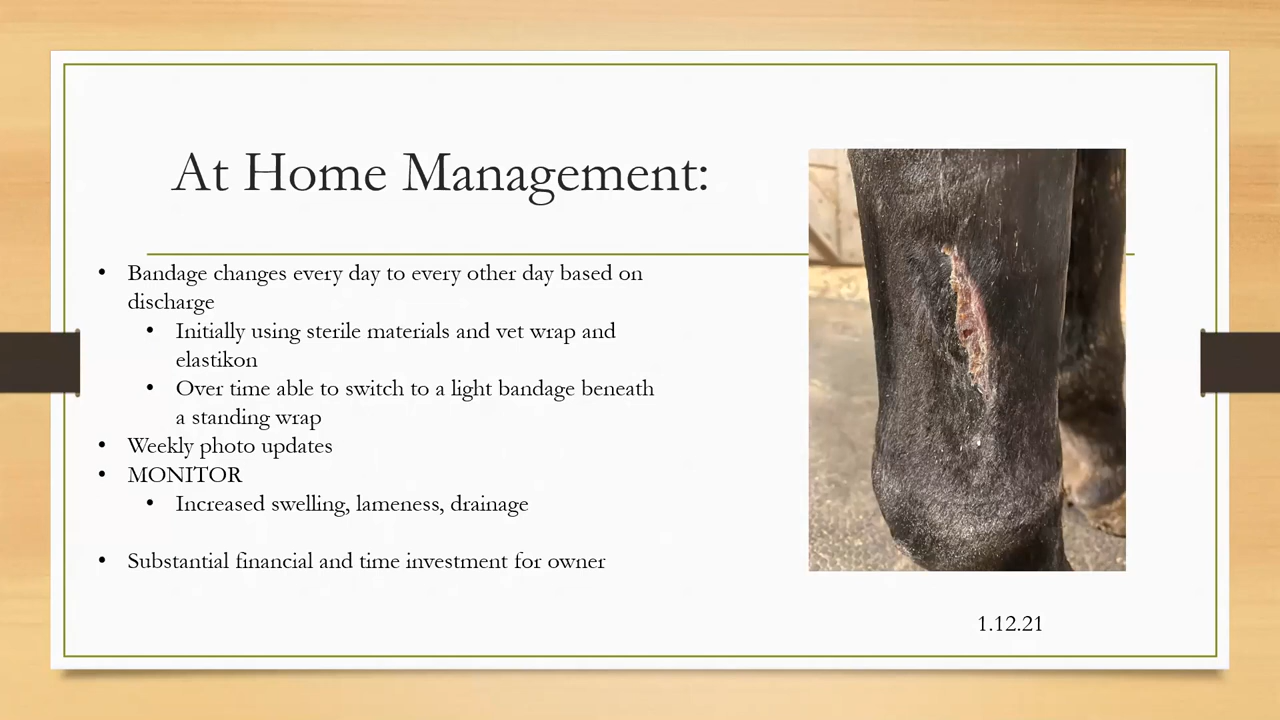 At Home Management:
• Bandage changes every day to every other day based on
discharge
• Initially using sterile materials and vet wrap and
elastikon
• Over time able to switch to a light bandage beneath
a standing wrap
• Weekly photo updates
• MONITOR
• Increased swelling, lameness, drainage
• Substantial financial and time investment for owner
1.12.21